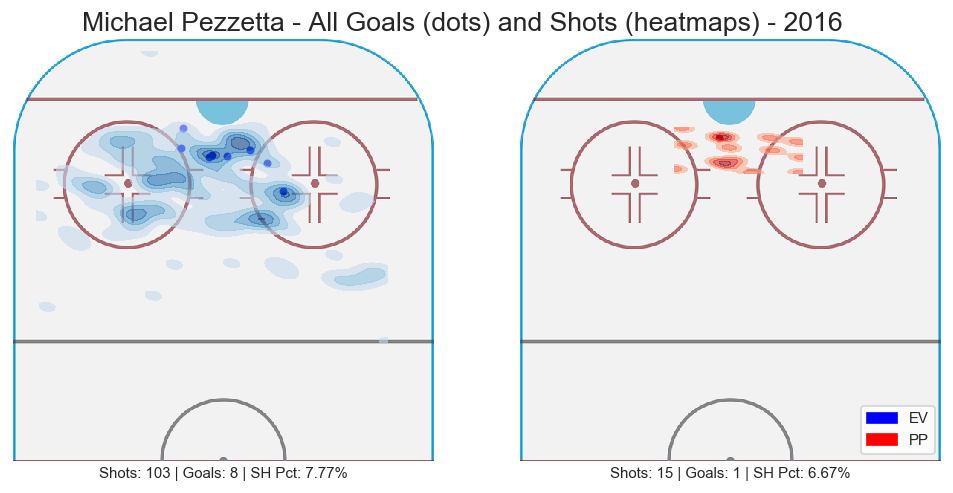 Michael Pezzetta - All Goals (dots) and Shots (heatmaps) - 2016
EV
PP
Shots: 103 | Goals: 8 | SH Pct: 7.77%
Shots: 15 | Goals: 1 | SH Pct: 6.67%